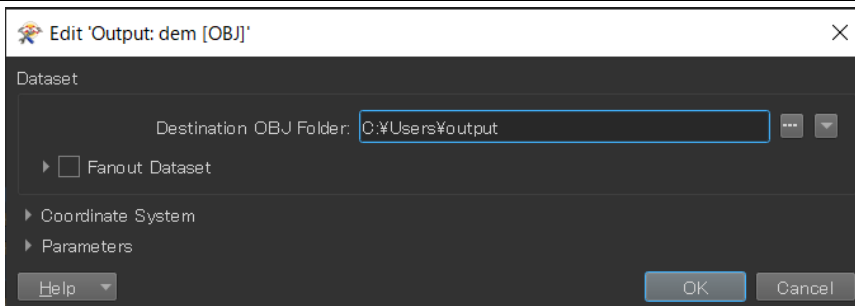 Edit 'Output: dem [OBJ]'
Dataset
Destination OBJ Folder: C:¥Users¥output
Fanout Dataset
Coordinate System
Parameters
Help OK Cancel